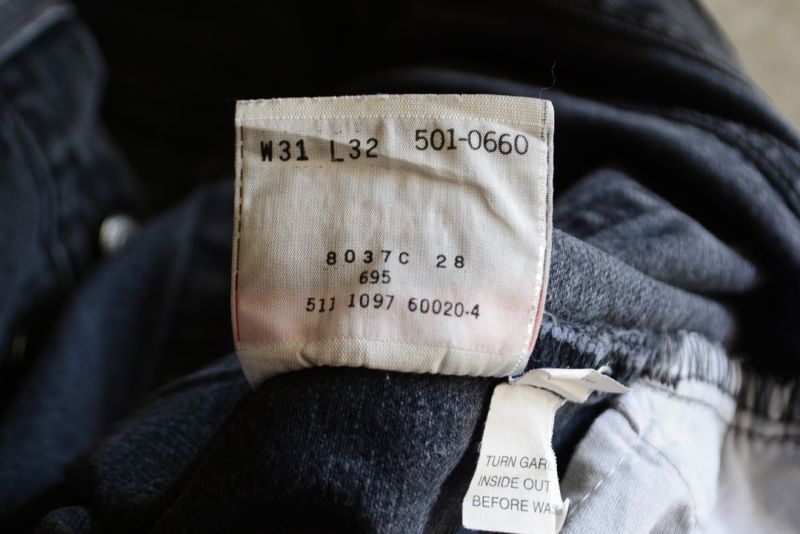 W31 L32 501-0660
8037C 28
695
511 1097 60020-4
TURN GAR
INSIDE OUT
BEFORE WA